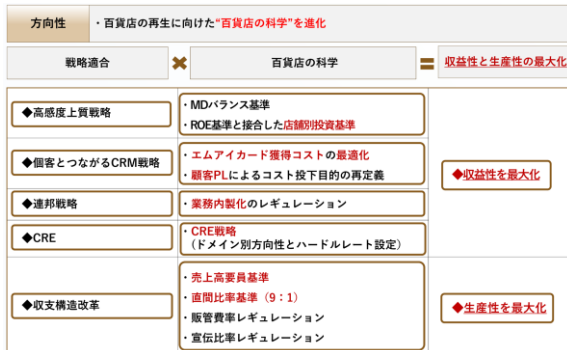 方向性
・百貨店の再生に向けた“百貨店の科学”を進化
戦略適合
×
百貨店の科学
=
収益性と生産性の最大化
◆高感度上質戦略
・MDバランス基準
・ROE基準と接合した店舗別投資基準
◆個客とつながるCRM戦略
・エムアイカード獲得コストの最適化
・顧客PLによるコスト投下目的の再定義
◆収益性を最大化
◆連邦戦略
・業務内製化のレギュレーション
◆CRE
・CRE戦略
（ドメイン別方向性とハードルレート設定）
◆収支構造改革
・売上高要員基準
・直間比率基準（9：1）
・販管費率レギュレーション
・宣伝比率レギュレーション
◆生産性を最大化